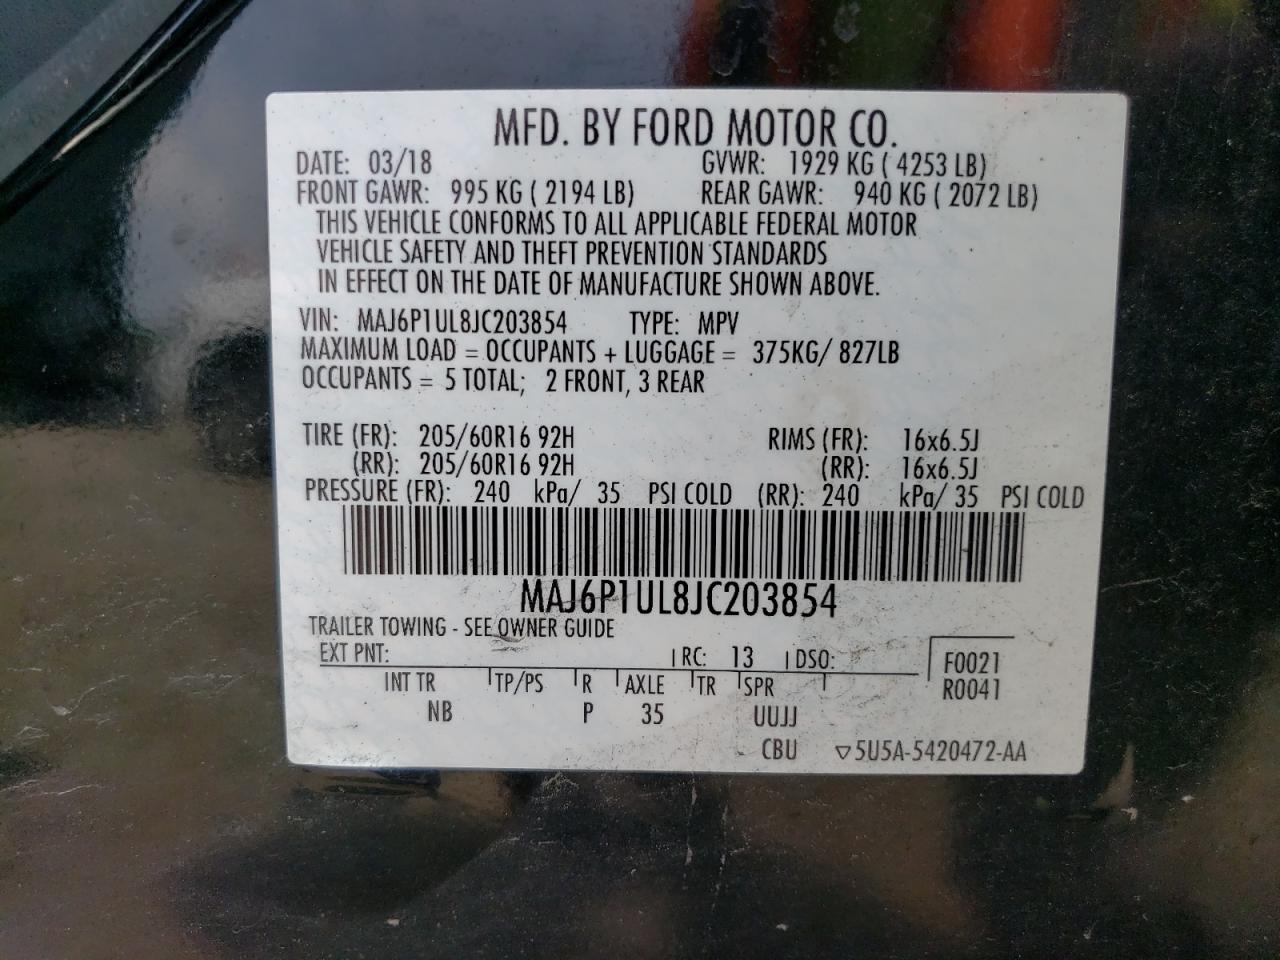 MFD. BY FORD MOTOR CO.
DATE: 03/18 GVWR: 1929 KG ( 4253 LB)
FRONT GAWR: 995 KG ( 2194 LB) REAR GAWR: 940 KG ( 2072 LB)
THIS VEHICLE CONFORMS TO ALL APPLICABLE FEDERAL MOTOR
VEHICLE SAFETY AND THEFT PREVENTION STANDARDS
IN EFFECT ON THE DATE OF MANUFACTURE SHOWN ABOVE.
VIN: MAJ6P1UL8JC203854 TYPE: MPV
MAXIMUM LOAD = OCCUPANTS + LUGGAGE = 375KG/ 827LB
OCCUPANTS = 5 TOTAL; 2 FRONT, 3 REAR
TIRE (FR): 205/60R16 92H RIMS (FR): 16x6.5J
(RR): 205/60R16 92H (RR): 16x6.5J
PRESSURE (FR): 240 kPa/ 35 PSI COLD (RR): 240 kPa/ 35 PSI COLD
MAJ6P1UL8JC203854
TRAILER TOWING - SEE OWNER GUIDE
EXT PNT: RC: 13 DSO: F0021
INT TR TP/PS R AXLE TR SPR R0041
NB P 35 UUJJ
CBU ▽5U5A-5420472-AA